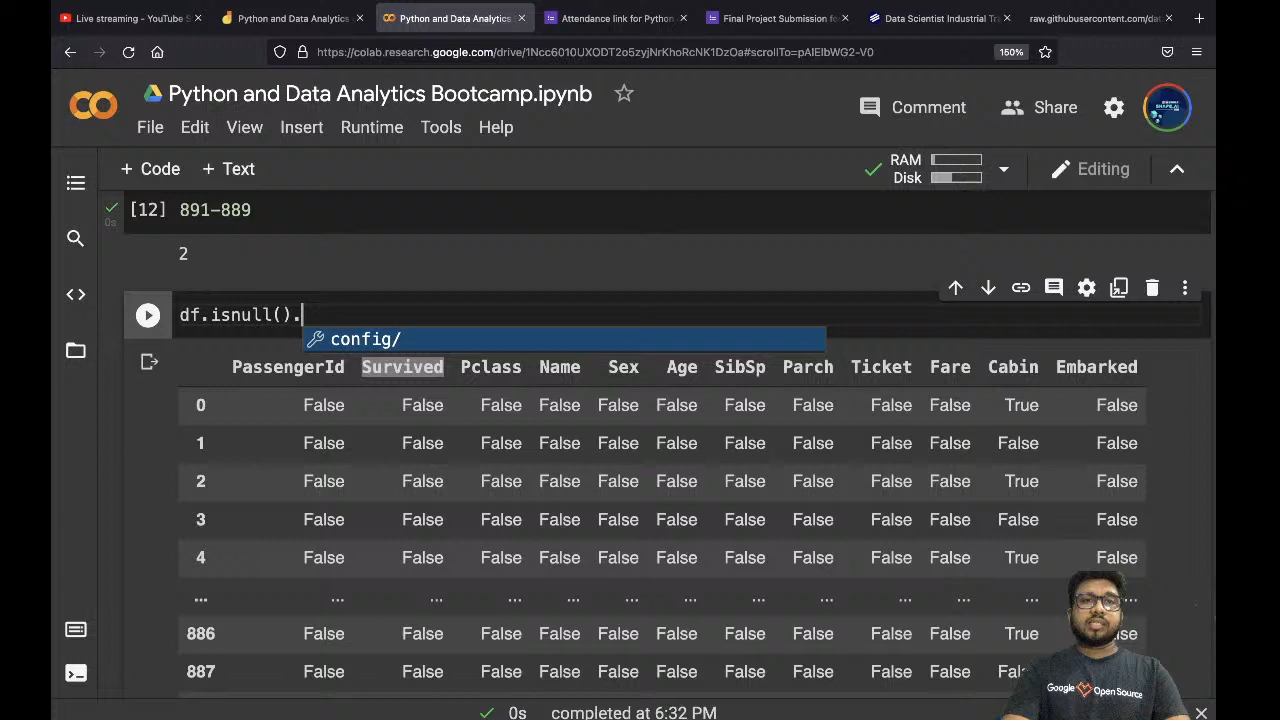 Live streaming - YouTube S
Python and Data Analytics
Python and Data Analytics
Attendance link for Python
Final Project Submission fo
Data Scientist Industrial Tra
raw.githubusercontent.com/dat
https://colab.research.google.com/drive/1Ncc6010UXODT2o5zyjNrKhoRcNK1DzOa#scrollTo=pAIEIbWG2-V0
150%
Python and Data Analytics Bootcamp.ipynb
Comment
Share
File Edit View Insert Runtime Tools Help
+ Code + Text
RAM
Disk
Editing
[12] 891-889
0s
2
df.isnull().
config/
PassengerId Survived Pclass Name Sex Age SibSp Parch Ticket Fare Cabin Embarked
0 False False False False False False False False False False True False
1 False False False False False False False False False False False False
2 False False False False False False False False False False True False
3 False False False False False False False False False False False False
4 False False False False False False False False False False True False
... ... ... ... ... ... ... ... ... ... ... ...
886 False False False False False False False False False False True
887 False False False False False False False False False False
Google Open Source
0s completed at 6:32 PM